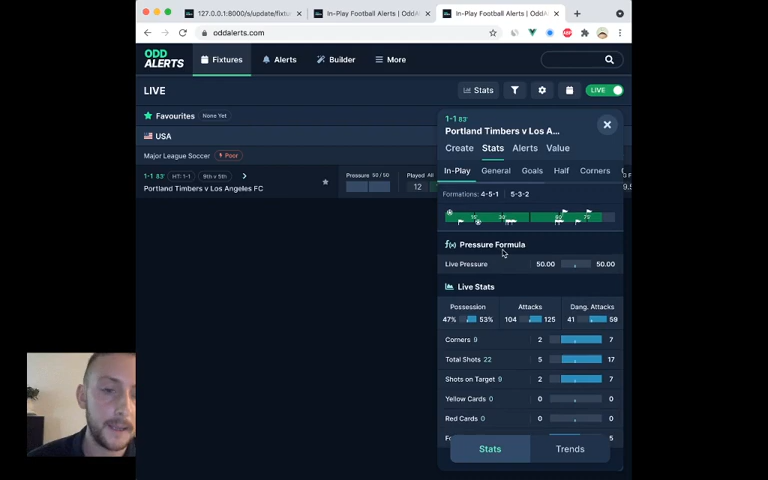 127.0.0.1:8000/s/update/fixtu
In-Play Football Alerts | OddA
In-Play Football Alerts | OddA
oddalerts.com
ODD ALERTS
Fixtures
Alerts
Builder
More
LIVE
Stats
LIVE
Favourites None Yet
USA
Major League Soccer Poor
1-1 83' HT: 1-1 9th v 5th
Portland Timbers v Los Angeles FC
Pressure 50 / 50
Played All
12
1-1 83'
Portland Timbers v Los A...
Create Stats Alerts Value
In-Play General Goals Half Corners
Formations: 4-5-1 5-3-2
f(x) Pressure Formula
Live Pressure 50.00 50.00
Live Stats
Possession Attacks Dang. Attacks
47% 53% 104 125 41 59
Corners 9 2 7
Total Shots 22 5 17
Shots on Target 9 2 7
Yellow Cards 0 0 0
Red Cards 0 0 0
5
Stats Trends